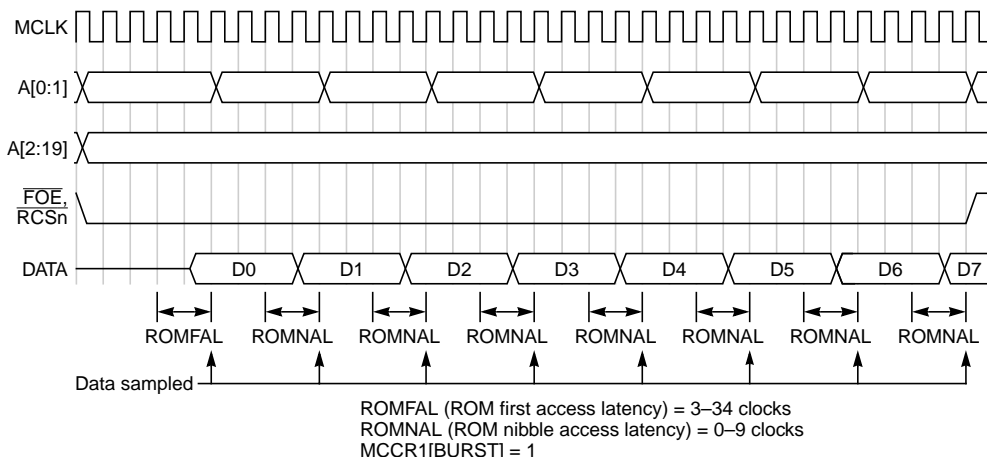 MCLK
A[0:1]
A[2:19]
FOE,
RCSn
DATA
D0 D1 D2 D3 D4 D5 D6 D7
ROMFAL ROMNAL ROMNAL ROMNAL ROMNAL ROMNAL ROMNAL ROMNAL
Data sampled
ROMFAL (ROM first access latency) = 3–34 clocks
ROMNAL (ROM nibble access latency) = 0–9 clocks
MCCR1[BURST] = 1